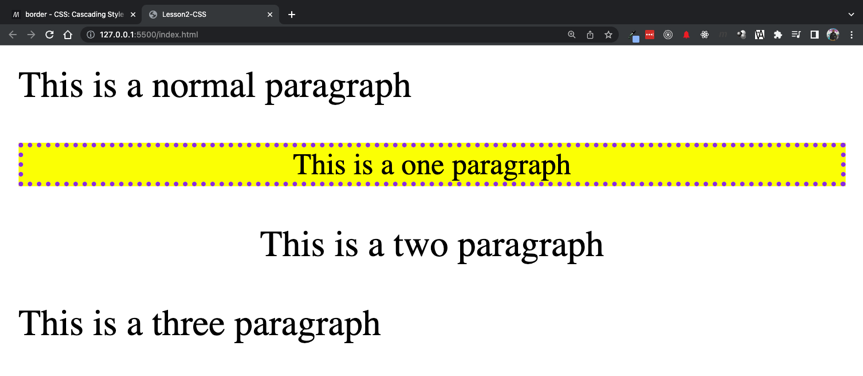 border - CSS: Cascading Style
Lesson2-CSS
127.0.0.1:5500/index.html
This is a normal paragraph
This is a one paragraph
This is a two paragraph
This is a three paragraph